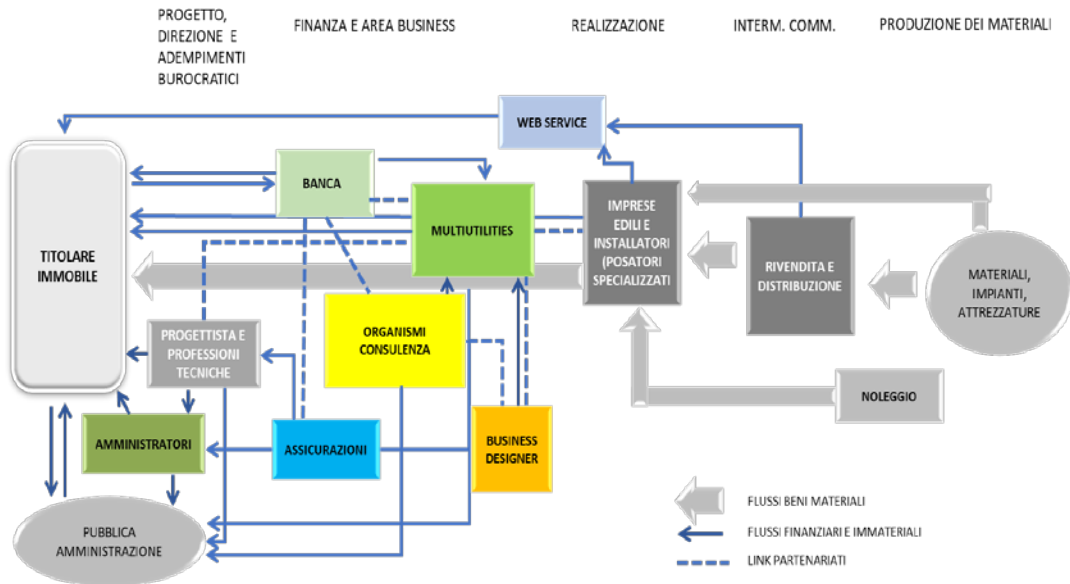 PROGETTO,
DIREZIONE E
ADEMPIMENTI
BUROCRATICI
FINANZA E AREA BUSINESS
REALIZZAZIONE
INTERM. COMM.
PRODUZIONE DEI MATERIALI
WEB SERVICE
BANCA
MULTIUTILITIES
IMPRESE
EDILI E
INSTALLATORI
(POSATORI
SPECIALIZZATI
RIVENDITA E
DISTRIBUZIONE
MATERIALI,
IMPIANTI,
ATTREZZATURE
TITOLARE
IMMOBILE
PROGETTISTA E
PROFESSIONI
TECNICHE
ORGANISMI
CONSULENZA
NOLEGGIO
AMMINISTRATORI
ASSICURAZIONI
BUSINESS
DESIGNER
PUBBLICA
AMMINISTRAZIONE
FLUSSI BENI MATERIALI
FLUSSI FINANZIARI E IMMATERIALI
LINK PARTENARIATI